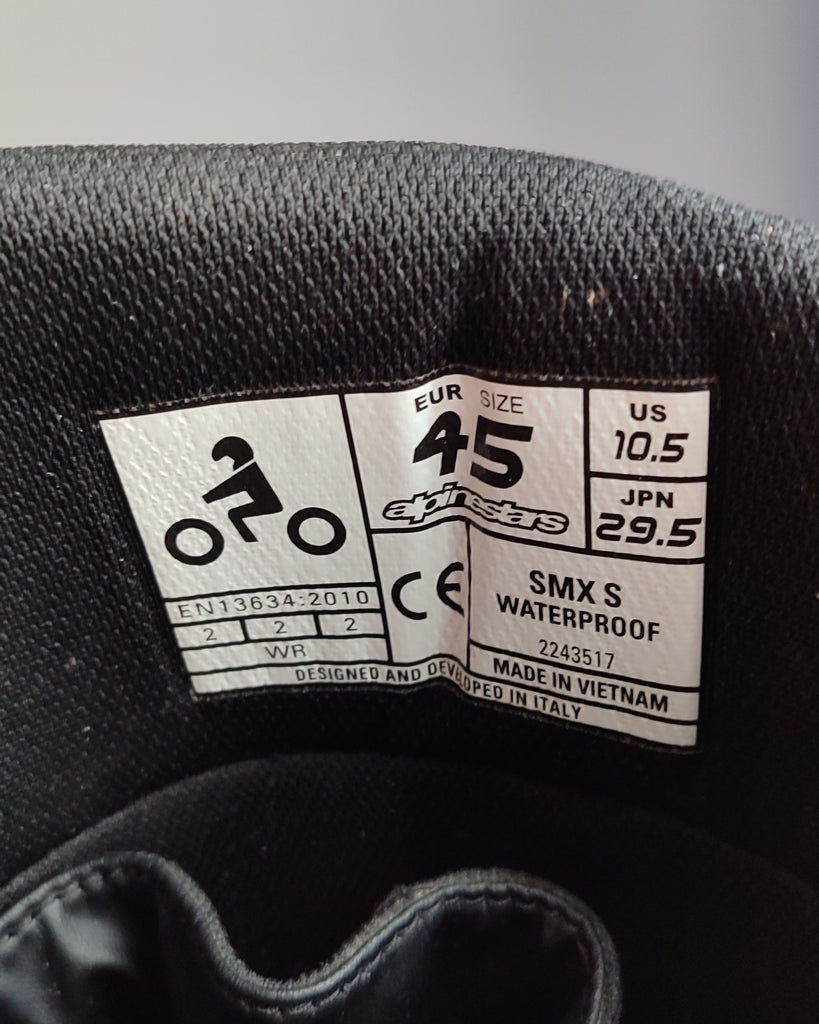 EUR SIZE
45
alpinestars
US
10.5
JPN
29.5
EN13634:2010
2 2 2
WR
CE
SMX S
WATERPROOF
2243517
MADE IN VIETNAM
DESIGNED AND DEVELOPED IN ITALY